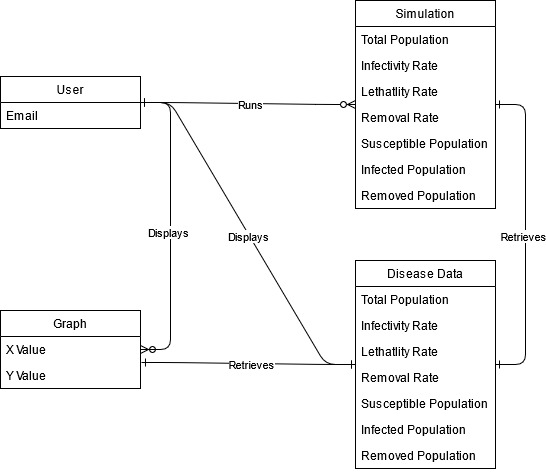 Simulation
Total Population
Infectivity Rate
Lethatlity Rate
Removal Rate
Susceptible Population
Infected Population
Removed Population
User
Email
Runs
Displays
Displays
Retrieves
Graph
X Value
Y Value
Retrieves
Disease Data
Total Population
Infectivity Rate
Lethatlity Rate
Removal Rate
Susceptible Population
Infected Population
Removed Population